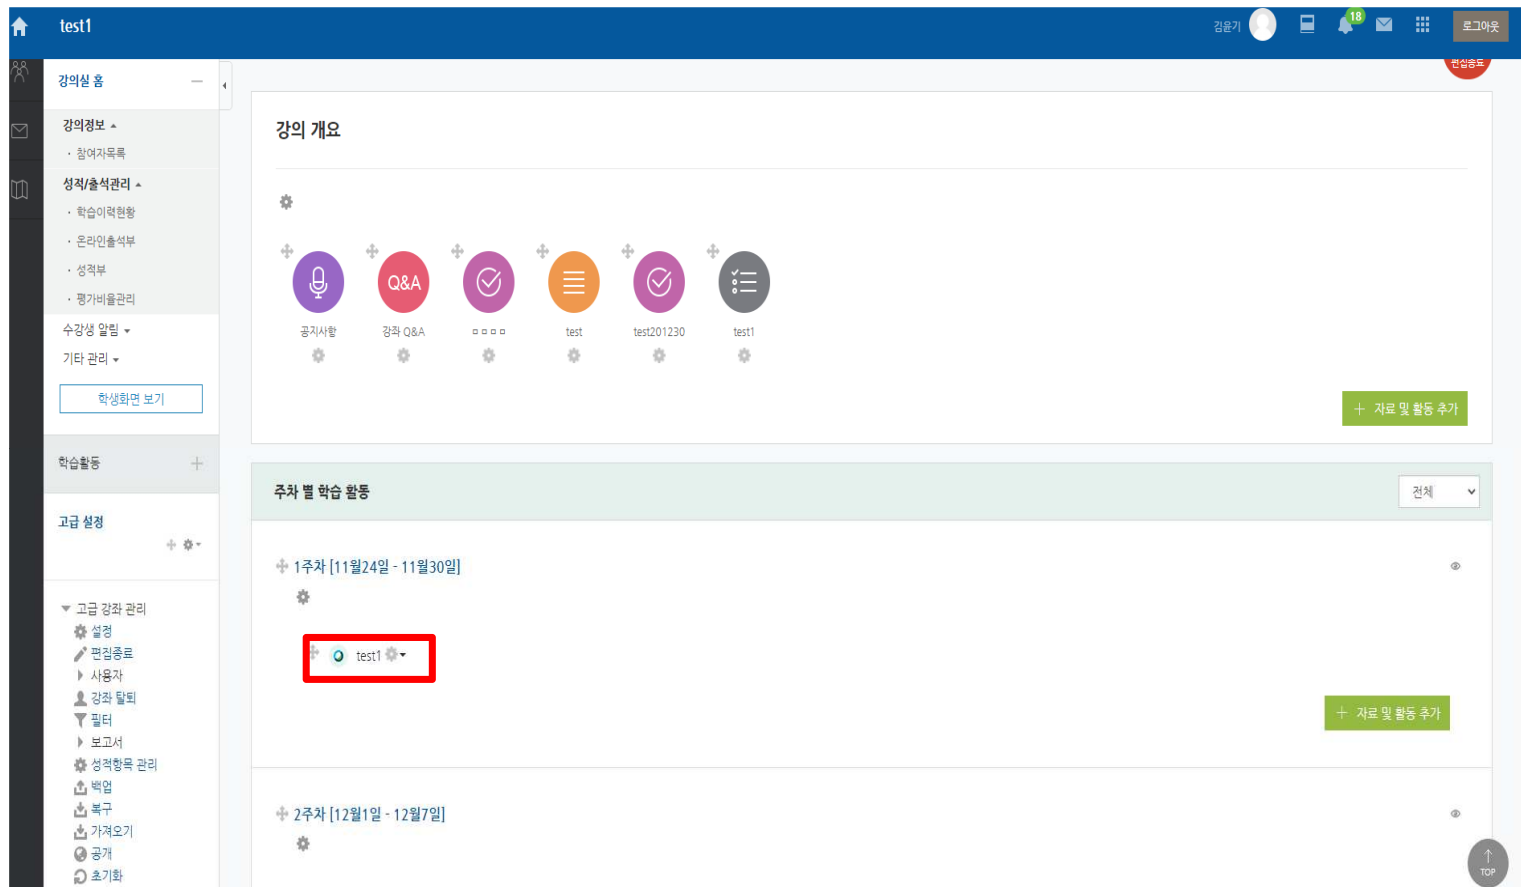 test1
김윤기
18
로그아웃
편집종료
강의실 홈
강의정보
참여자목록
성적/출석관리
학습이력현황
온라인출석부
성적부
평가비율관리
수강생 알림
기타 관리
학생화면 보기
학습활동
고급 설정
고급 강좌 관리
설정
편집종료
사용자
강좌 탈퇴
필터
보고서
성적항목 관리
백업
복구
가져오기
공개
초기화
강의 개요
Q&A
공지사항
강좌 Q&A
ㅁㅁㅁㅁ
test
test201230
test1
자료 및 활동 추가
주차 별 학습 활동
전체
1주차 [11월24일 - 11월30일]
test1
자료 및 활동 추가
2주차 [12월1일 - 12월7일]
TOP